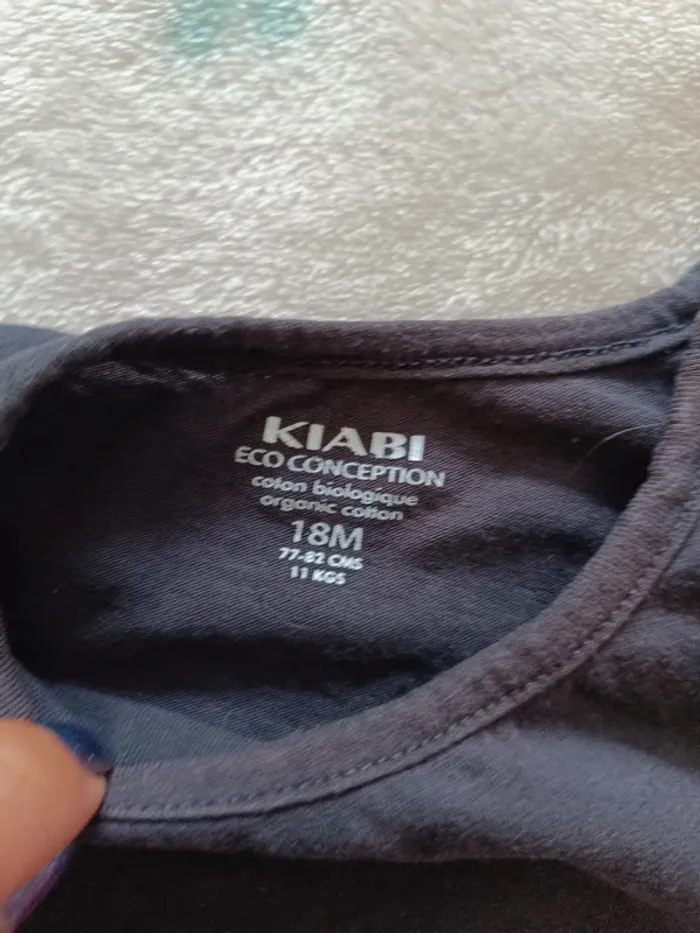 KIABI
ECO CONCEPTION
coton biologique
organic cotton
18M
77-82 CMS
11 KGS